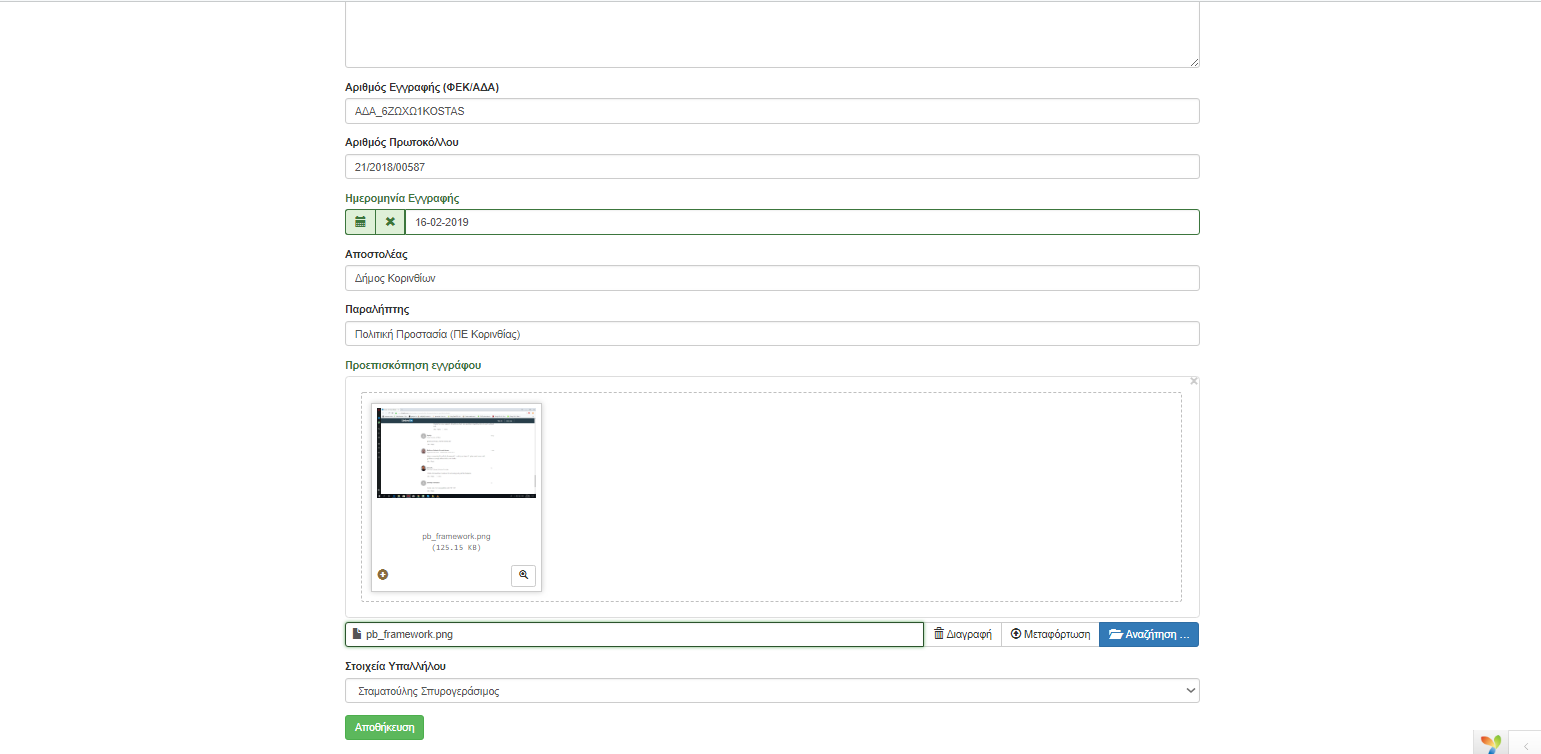 Αριθμός Εγγραφής (ΦΕΚ/ΑΔΑ)
ΑΔΑ_6ΖΩΧΩ1KOSTAS
Αριθμός Πρωτοκόλλου
21/2018/00587
Ημερομηνία Εγγραφής
16-02-2019
Αποστολέας
Δήμος Κορινθίων
Παραλήπτης
Πολιτική Προστασία (ΠΕ Κορινθίας)
Προεπισκόπηση εγγράφου
pb_framework.png
(125.15 KB)
pb_framework.png Διαγραφή Μεταφόρτωση Αναζήτηση ...
Στοιχεία Υπαλλήλου
Σταματούλης Σπυρογεράσιμος
Αποθήκευση